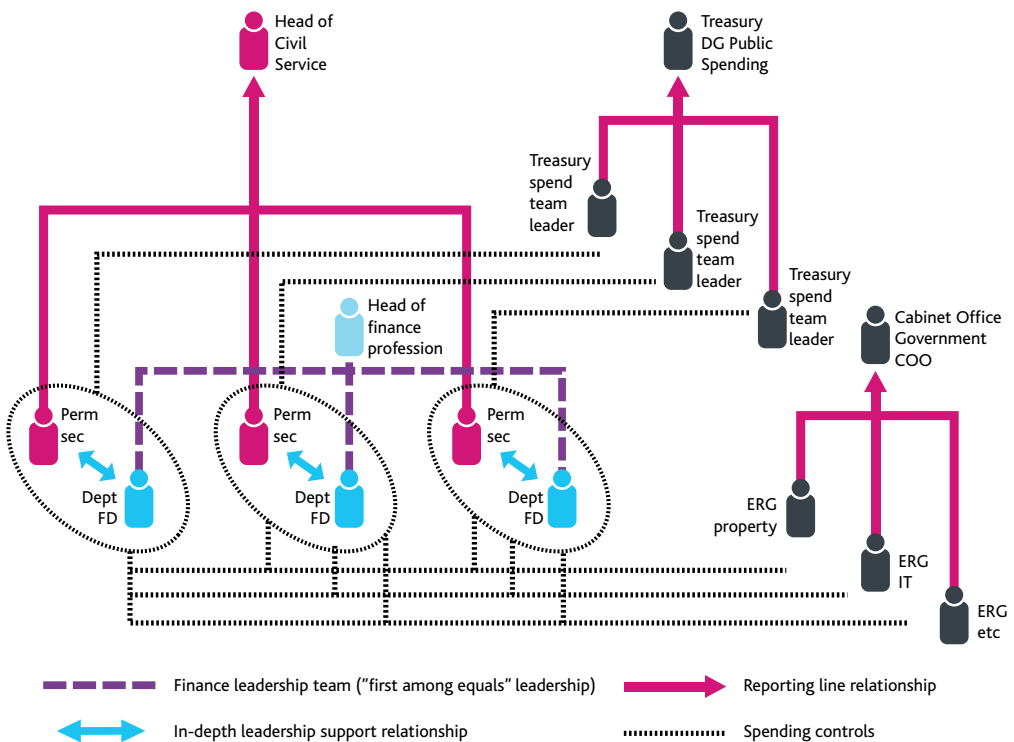 Head of
Civil
Service
Treasury
DG Public
Spending
Treasury
spend
team
leader
Treasury
spend
team
leader
Treasury
spend
team
leader
Head of
finance
profession
Cabinet Office
Government
COO
Perm
sec
Dept
FD
Perm
sec
Dept
FD
Perm
sec
Dept
FD
ERG
property
ERG
IT
ERG
etc
Finance leadership team ("first among equals" leadership)
Reporting line relationship
In-depth leadership support relationship
Spending controls